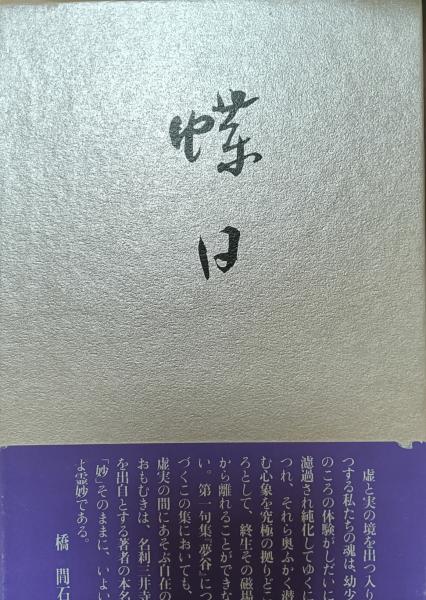 蝶日
虚と実の境を出つ入り
つする私たちの魂は、幼少
のころの体験がしだいに
濾過され純化してゆくに
つれ、それらの奥ふかく潜
む心象を究極の拠りどこ
ろとして、終生その磁場
から離れることができな
い。第一句集『夢谷』につ
づくこの集においても、
虚実の間にあそぶ自在の
おもむきは、名刹三井寺
を出自とする著者の本名
「妙」そのままに、いよい
よ霊妙である。
橋 閒石